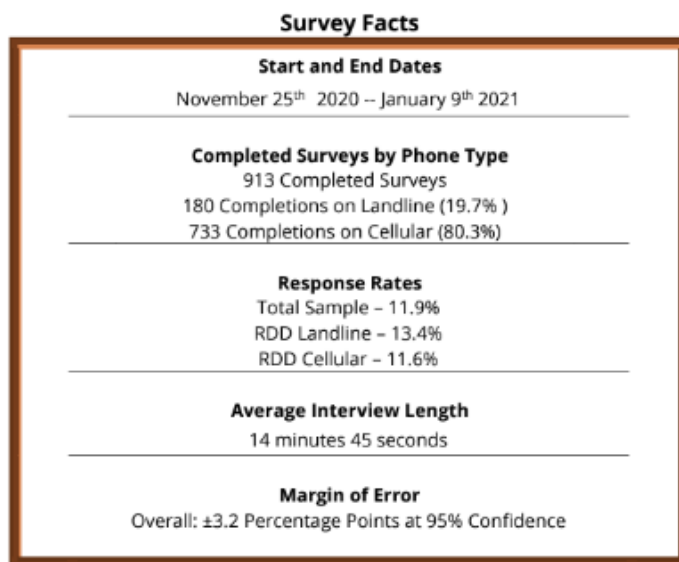 Survey Facts
Start and End Dates
November 25th 2020 -- January 9th 2021
Completed Surveys by Phone Type
913 Completed Surveys
180 Completions on Landline (19.7% )
733 Completions on Cellular (80.3%)
Response Rates
Total Sample – 11.9%
RDD Landline – 13.4%
RDD Cellular – 11.6%
Average Interview Length
14 minutes 45 seconds
Margin of Error
Overall: ±3.2 Percentage Points at 95% Confidence